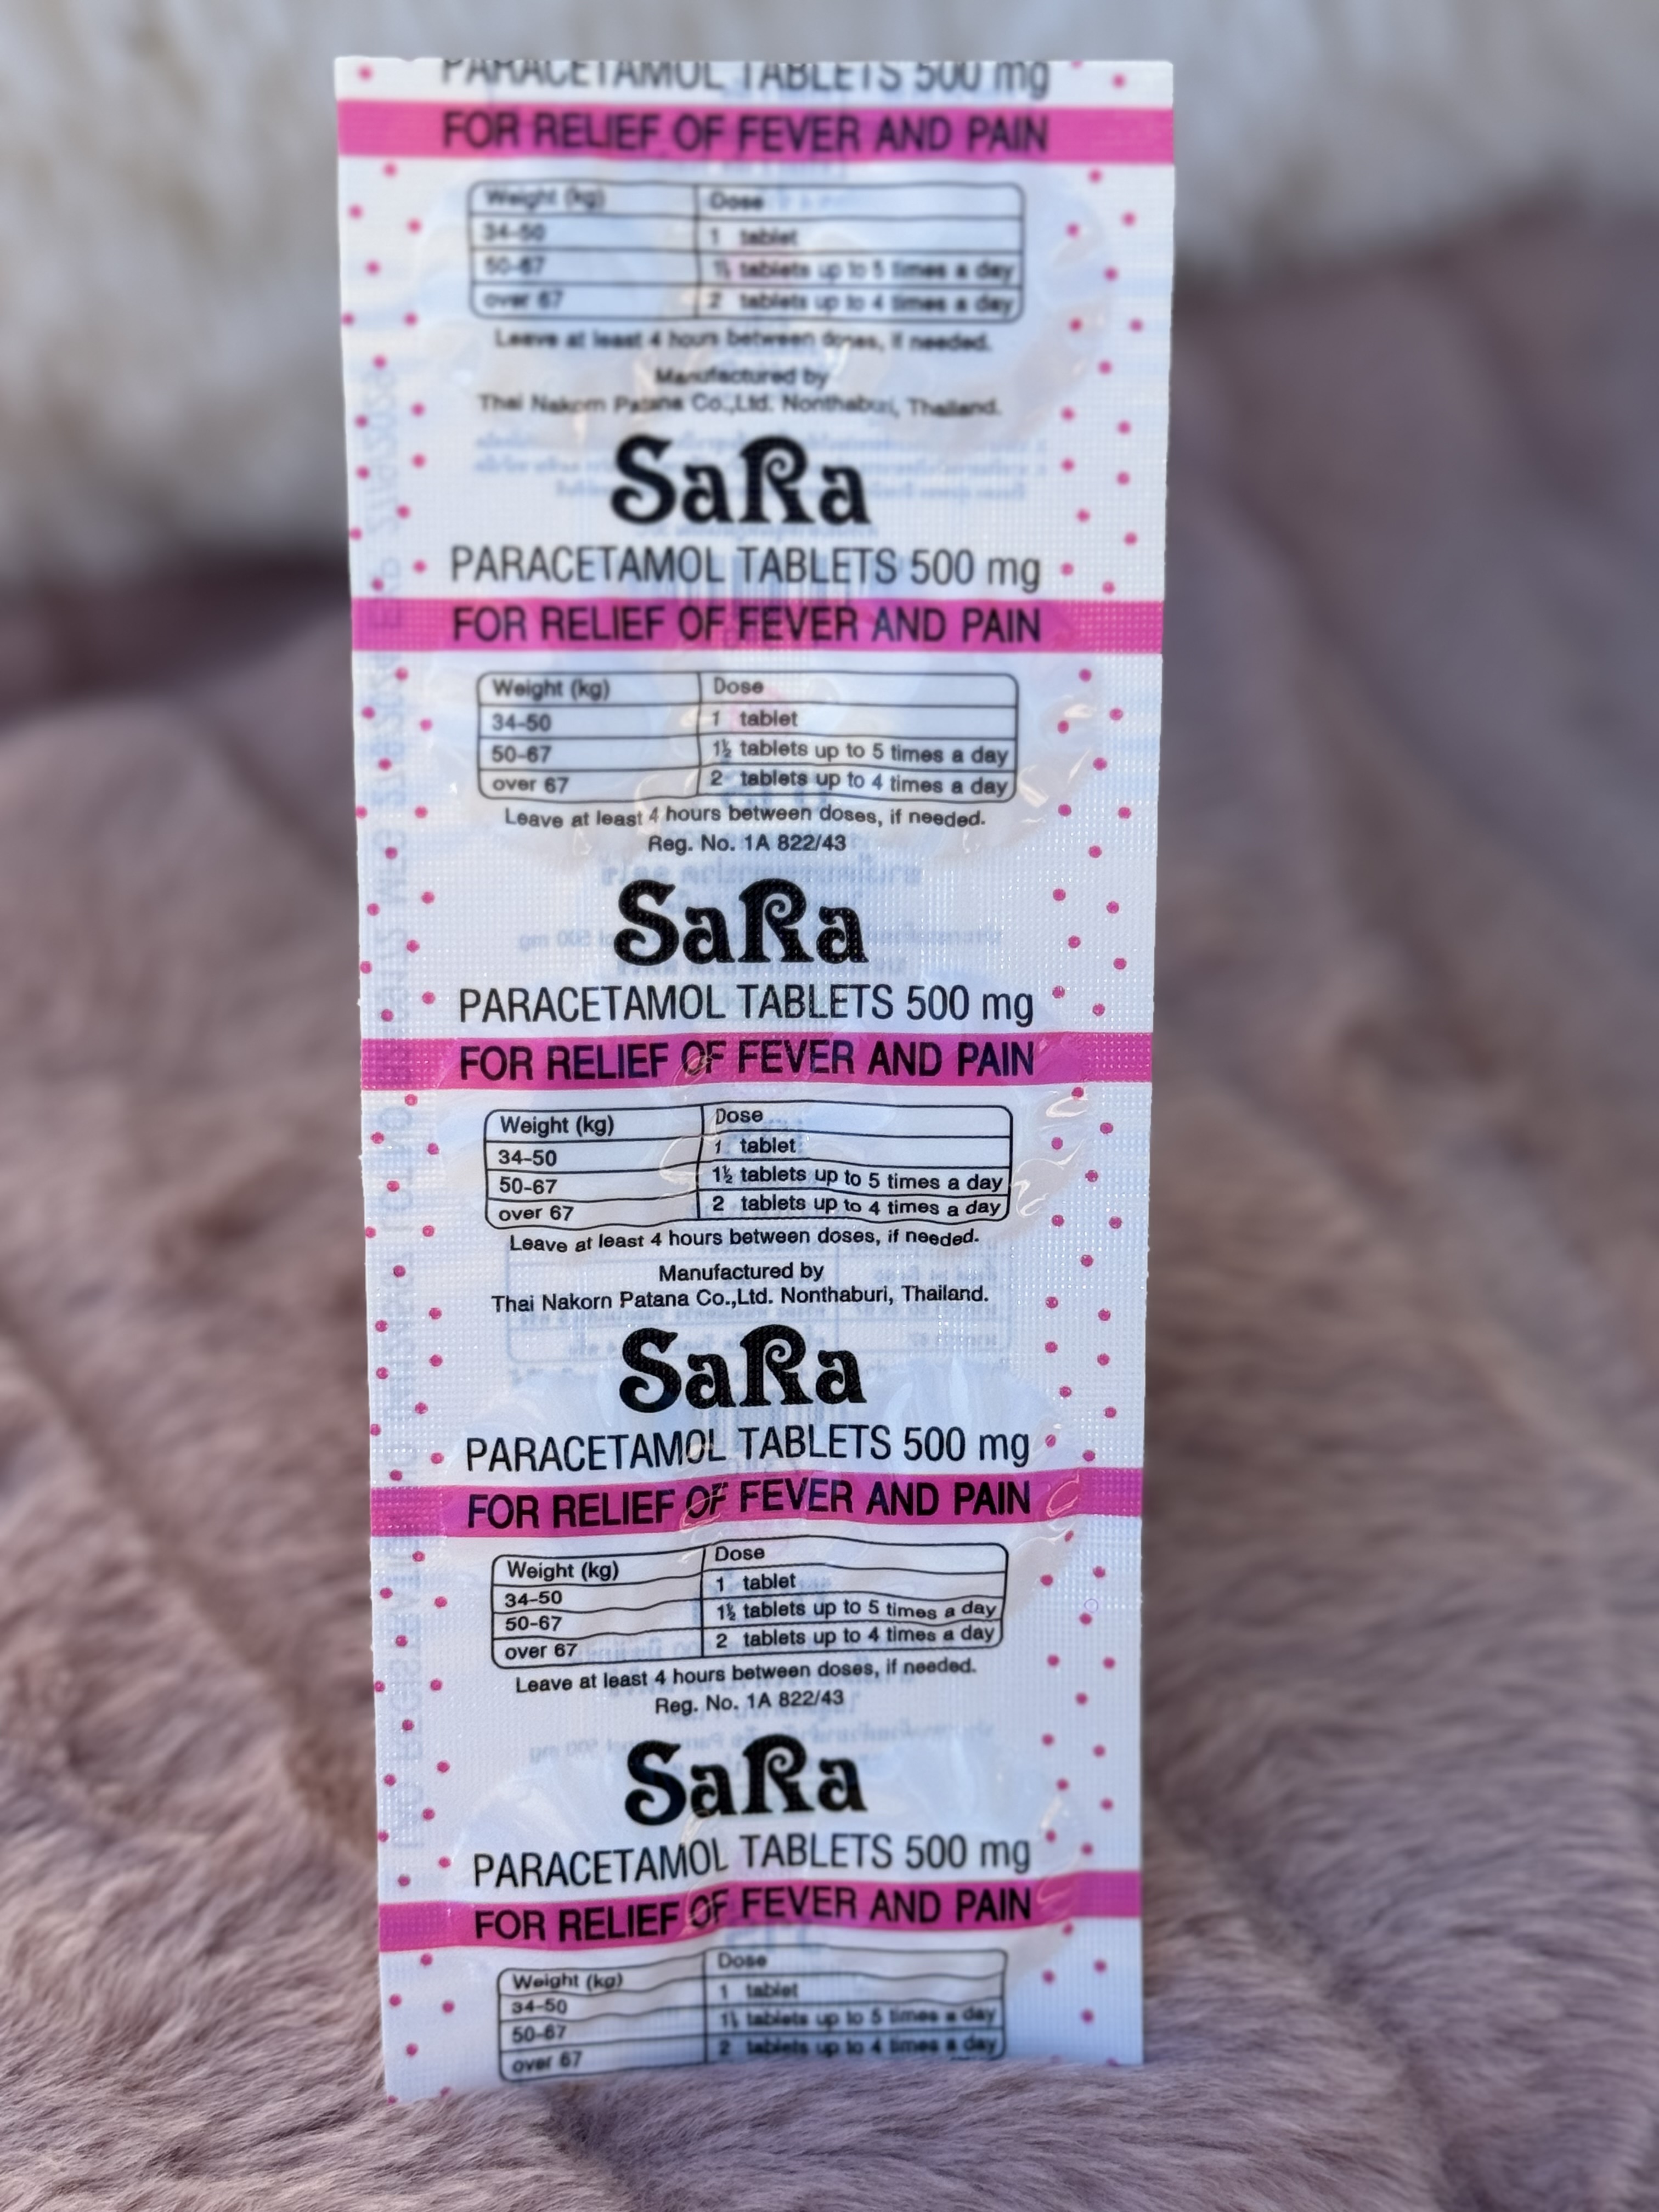 PARACETAMOL TABLETS 500 mg
FOR RELIEF OF FEVER AND PAIN
Weight (kg) Dose
34-50 1 tablet
50-67 1½ tablets up to 5 times a day
over 67 2 tablets up to 4 times a day
Leave at least 4 hours between doses, if needed.
Manufactured by
Thai Nakorn Patana Co.,Ltd. Nonthaburi, Thailand.
SaRa
PARACETAMOL TABLETS 500 mg
FOR RELIEF OF FEVER AND PAIN
Weight (kg) Dose
34-50 1 tablet
50-67 1½ tablets up to 5 times a day
over 67 2 tablets up to 4 times a day
Leave at least 4 hours between doses, if needed.
Reg. No. 1A 822/43
SaRa
PARACETAMOL TABLETS 500 mg
FOR RELIEF OF FEVER AND PAIN
Weight (kg) Dose
34-50 1 tablet
50-67 1½ tablets up to 5 times a day
over 67 2 tablets up to 4 times a day
Leave at least 4 hours between doses, if needed.
Manufactured by
Thai Nakorn Patana Co.,Ltd. Nonthaburi, Thailand.
SaRa
PARACETAMOL TABLETS 500 mg
FOR RELIEF OF FEVER AND PAIN
Weight (kg) Dose
34-50 1 tablet
50-67 1½ tablets up to 5 times a day
over 67 2 tablets up to 4 times a day
Leave at least 4 hours between doses, if needed.
Reg. No. 1A 822/43
SaRa
PARACETAMOL TABLETS 500 mg
FOR RELIEF OF FEVER AND PAIN
Weight (kg) Dose
34-50 1 tablet
50-67 1½ tablets up to 5 times a day
over 67 2 tablets up to 4 times a day